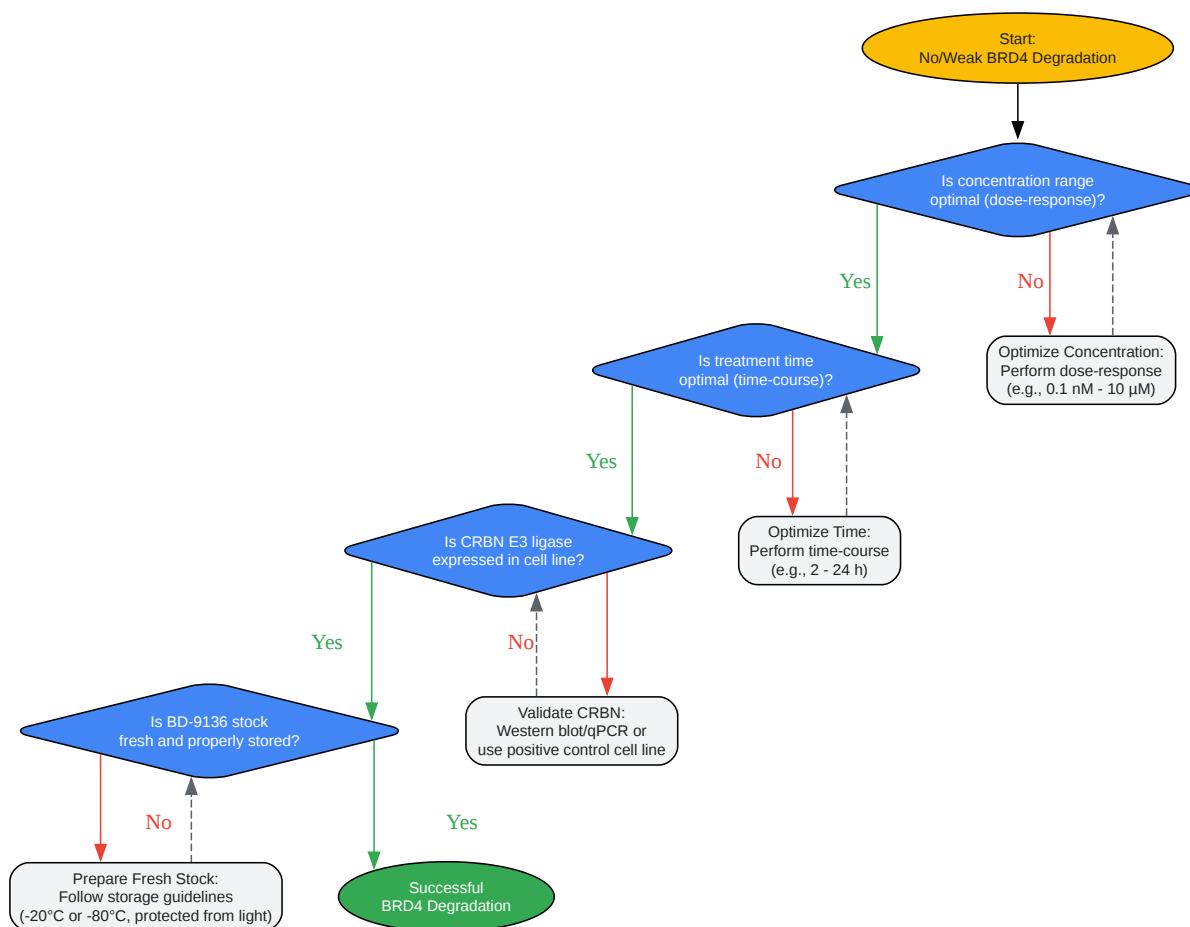 Start:
No/Weak BRD4 Degradation
Is concentration range
optimal (dose-response)?
Yes
No
Optimize Concentration:
Perform dose-response
(e.g., 0.1 nM - 10 µM)
Is treatment time
optimal (time-course)?
Yes
No
Optimize Time:
Perform time-course
(e.g., 2 - 24 h)
Is CRBN E3 ligase
expressed in cell line?
Yes
No
Validate CRBN:
Western blot/qPCR or
use positive control cell line
Is BD-9136 stock
fresh and properly stored?
No
Yes
Prepare Fresh Stock:
Follow storage guidelines
(-20°C or -80°C, protected from light)
Successful
BRD4 Degradation